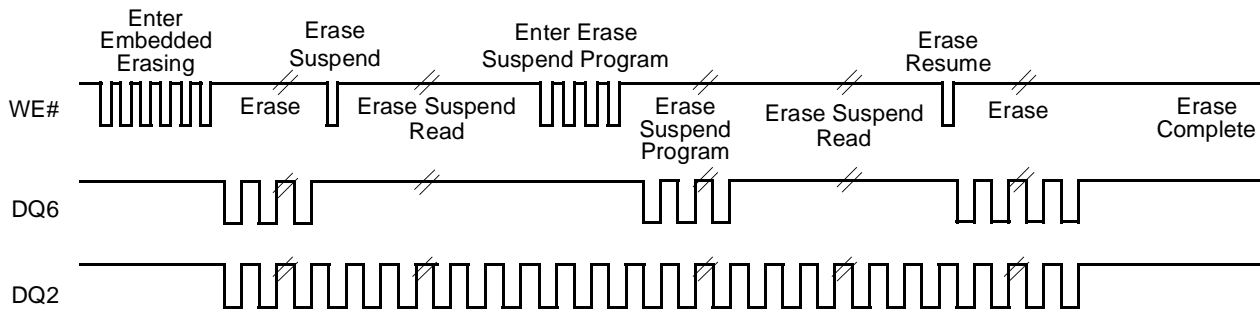 Enter
Embedded
Erasing
Erase
Suspend
Enter Erase
Suspend Program
Erase
Resume
WE#
Erase
Erase Suspend
Read
Erase
Suspend
Program
Erase Suspend
Read
Erase
Erase
Complete
DQ6
DQ2